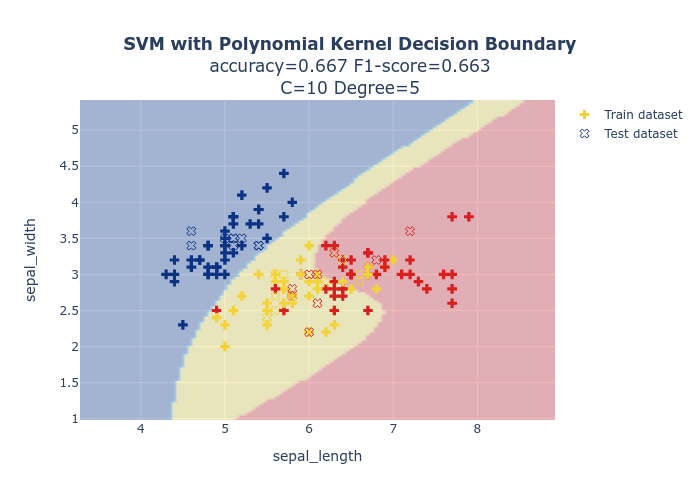 SVM with Polynomial Kernel Decision Boundary
accuracy=0.667 F1-score=0.663
C=10 Degree=5
Train dataset
Test dataset
sepal_width
5
4.5
4
3.5
3
2.5
2
1.5
1
4
5
6
7
8
sepal_length